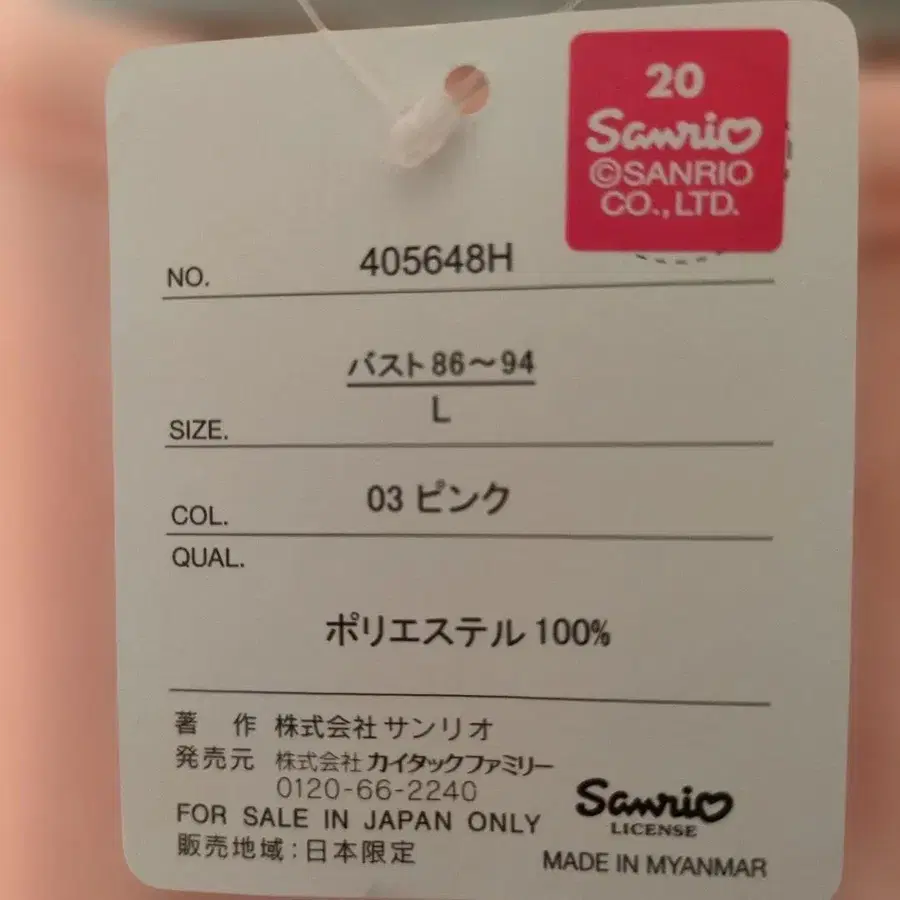 20
Sanrio
©SANRIO
CO.,LTD.
NO. 405648H
バスト86～94
SIZE. L
COL. 03 ピンク
QUAL.
ポリエステル 100%
著 作 株式会社 サンリオ
発売元 株式会社 カイタックファミリー
0120-66-2240
FOR SALE IN JAPAN ONLY
販売地域:日本限定
Sanrio
LICENSE
MADE IN MYANMAR